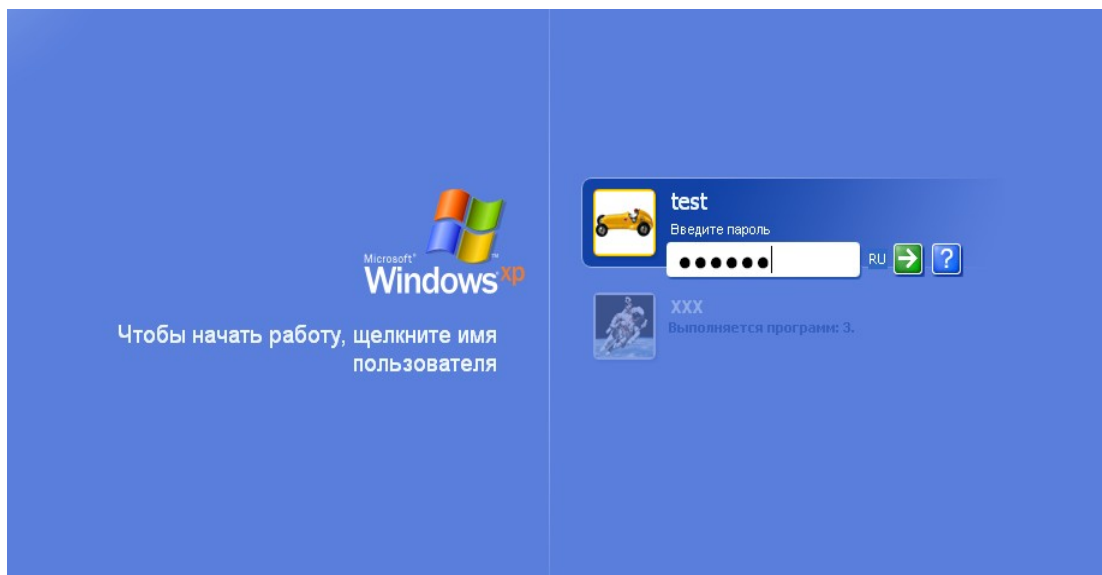 Microsoft®
Windows xp
Чтобы начать работу, щелкните имя
пользователя
test
Введите пароль
●●●●●●
RU
?
xxx
Выполняется программ: 3.